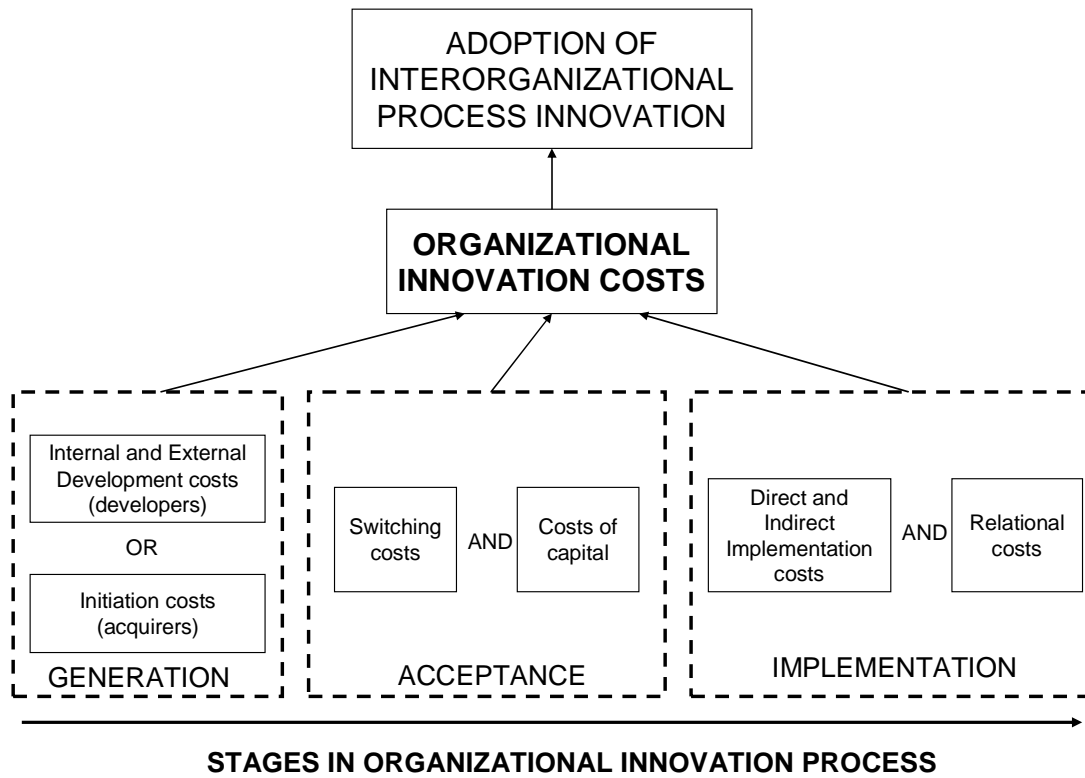 ADOPTION OF
INTERORGANIZATIONAL
PROCESS INNOVATION
ORGANIZATIONAL
INNOVATION COSTS
Internal and External
Development costs
(developers)
OR
Initiation costs
(acquirers)
GENERATION
Switching
costs
AND
Costs of
capital
ACCEPTANCE
Direct and
Indirect
Implementation
costs
AND
Relational
costs
IMPLEMENTATION
STAGES IN ORGANIZATIONAL INNOVATION PROCESS